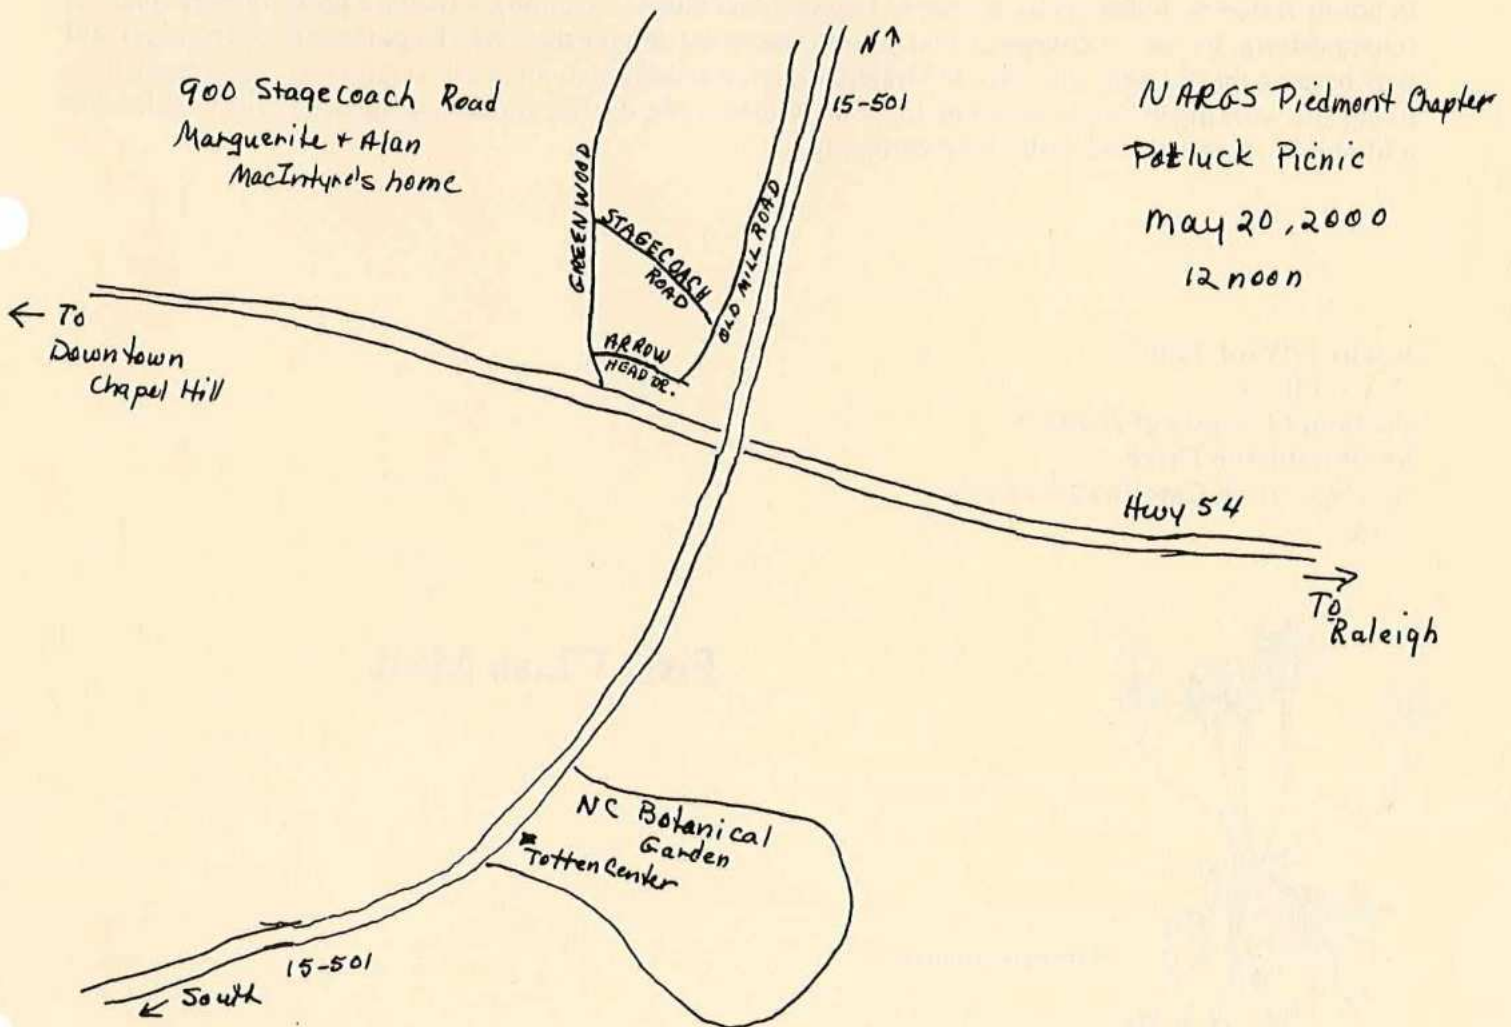 N↑
15-501
900 Stagecoach Road
Marguerite + Alan
MacIntyre's home
NARGS Piedmont Chapter
Potluck Picnic
May 20, 2000
12 noon
GREENWOOD
STAGECOACH
ROAD
OLD MILL ROAD
ARROW
HEAD DR.
← To
Downtown
Chapel Hill
Hwy 54
→
To
Raleigh
NC Botanical
Garden
Totten Center
15-501
↙ South